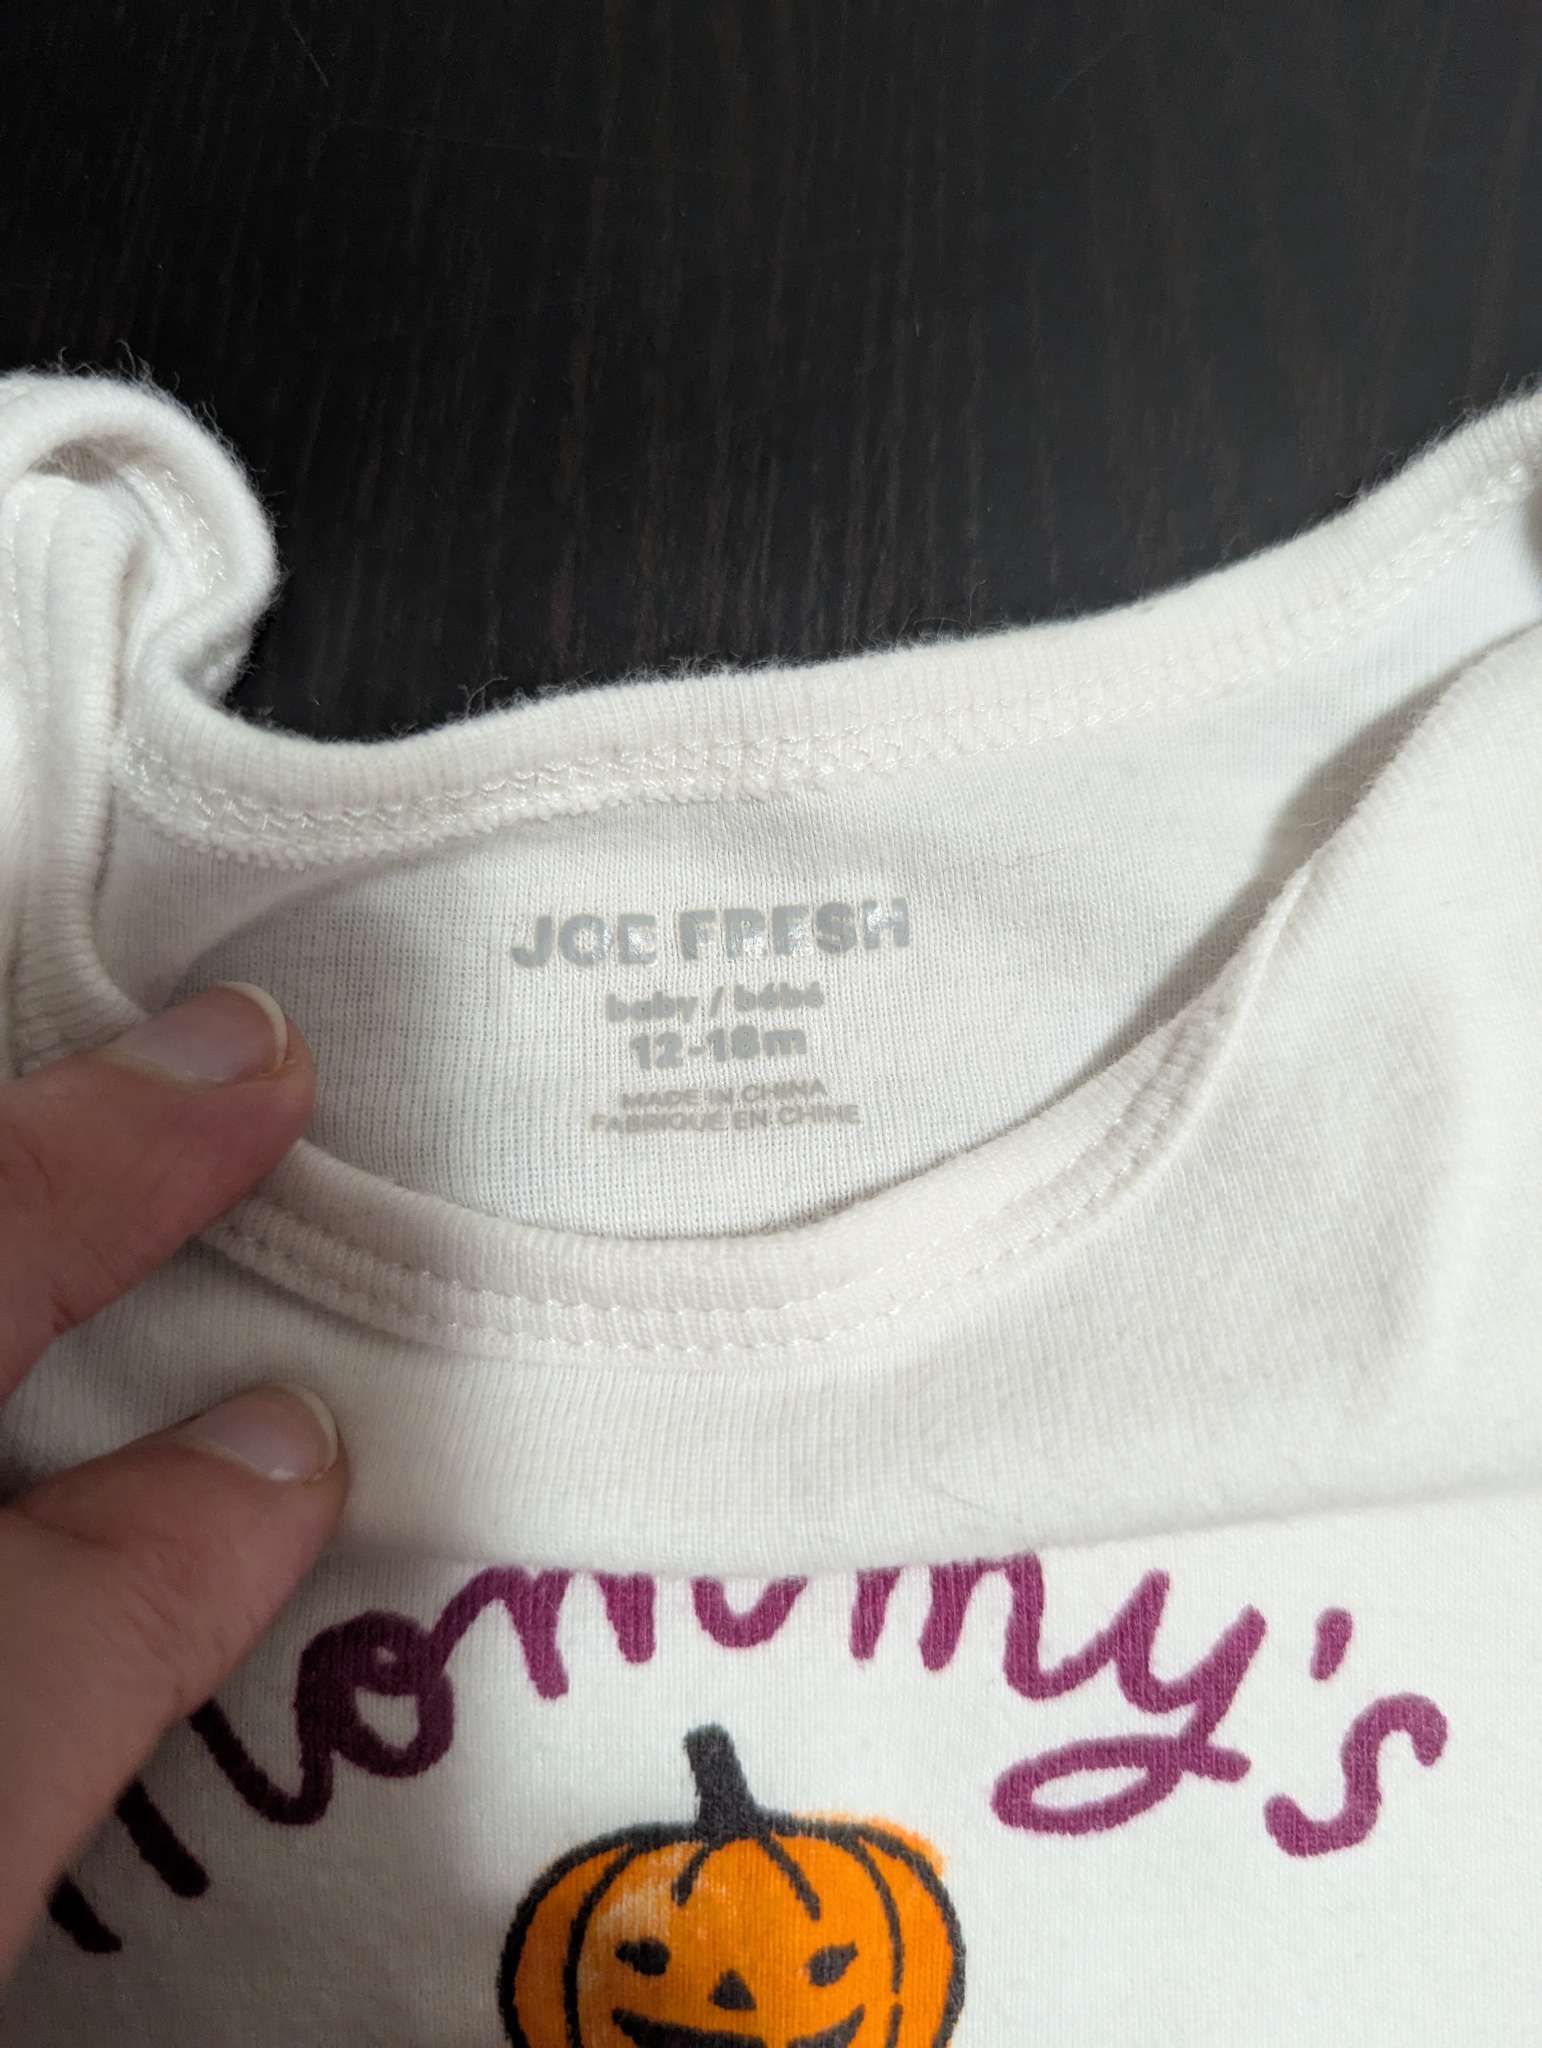 JOE FRESH
baby / bébé
12-18m
MADE IN CHINA
FABRIQUÉ EN CHINE
Mommy's